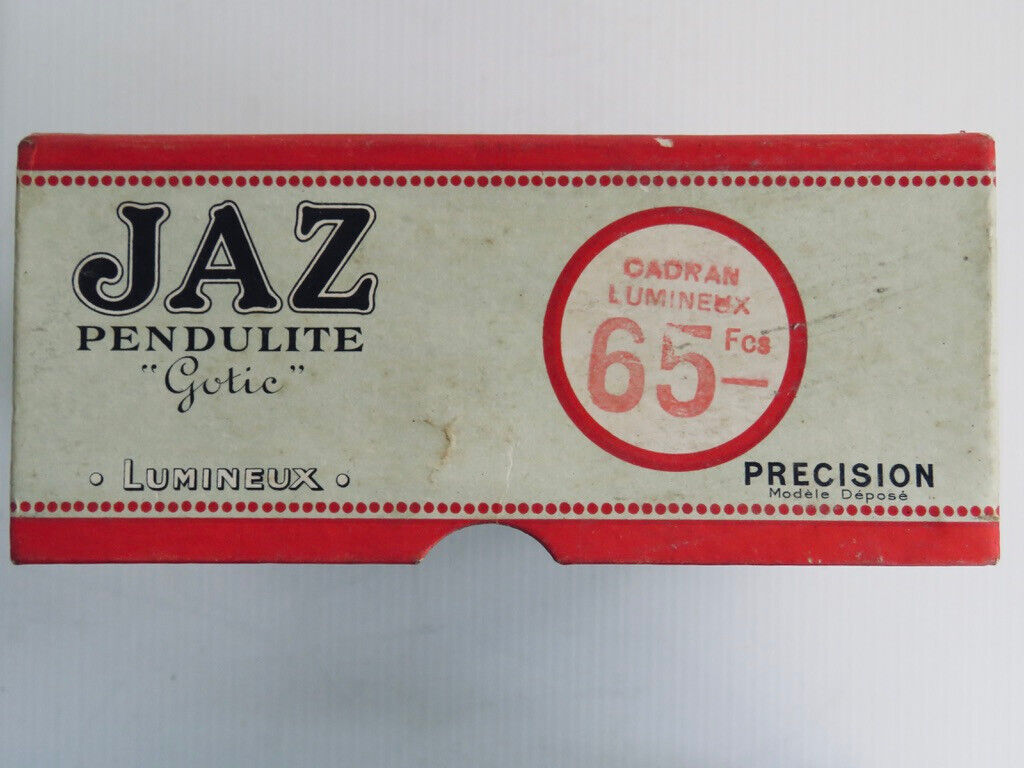 JAZ
PENDULITE
"Gotic"
• LUMINEUX •
CADRAN
LUMINEUX
65 Fcs —
PRECISION
Modèle Déposé